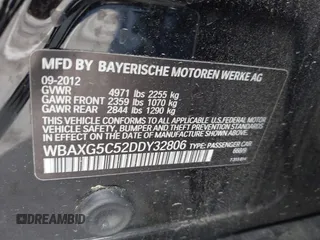 MFD BY BAYERISCHE MOTOREN WERKE AG
09-2012
GVWR 4971 lbs 2255 kg
GAWR FRONT 2359 lbs 1070 kg
GAWR REAR 2844 lbs 1290 kg
THIS VEHICLE CONFORMS TO ALL APPLICABLE U.S. FEDERAL MOTOR
VEHICLE SAFETY, BUMPER, AND THEFT PREVENTION STANDARDS IN
EFFECT ON THE DATE OF MANUFACTURE SHOWN ABOVE.
WBAXG5C52DDY32806 TYPE: PASSENGER CAR
DREAMBID